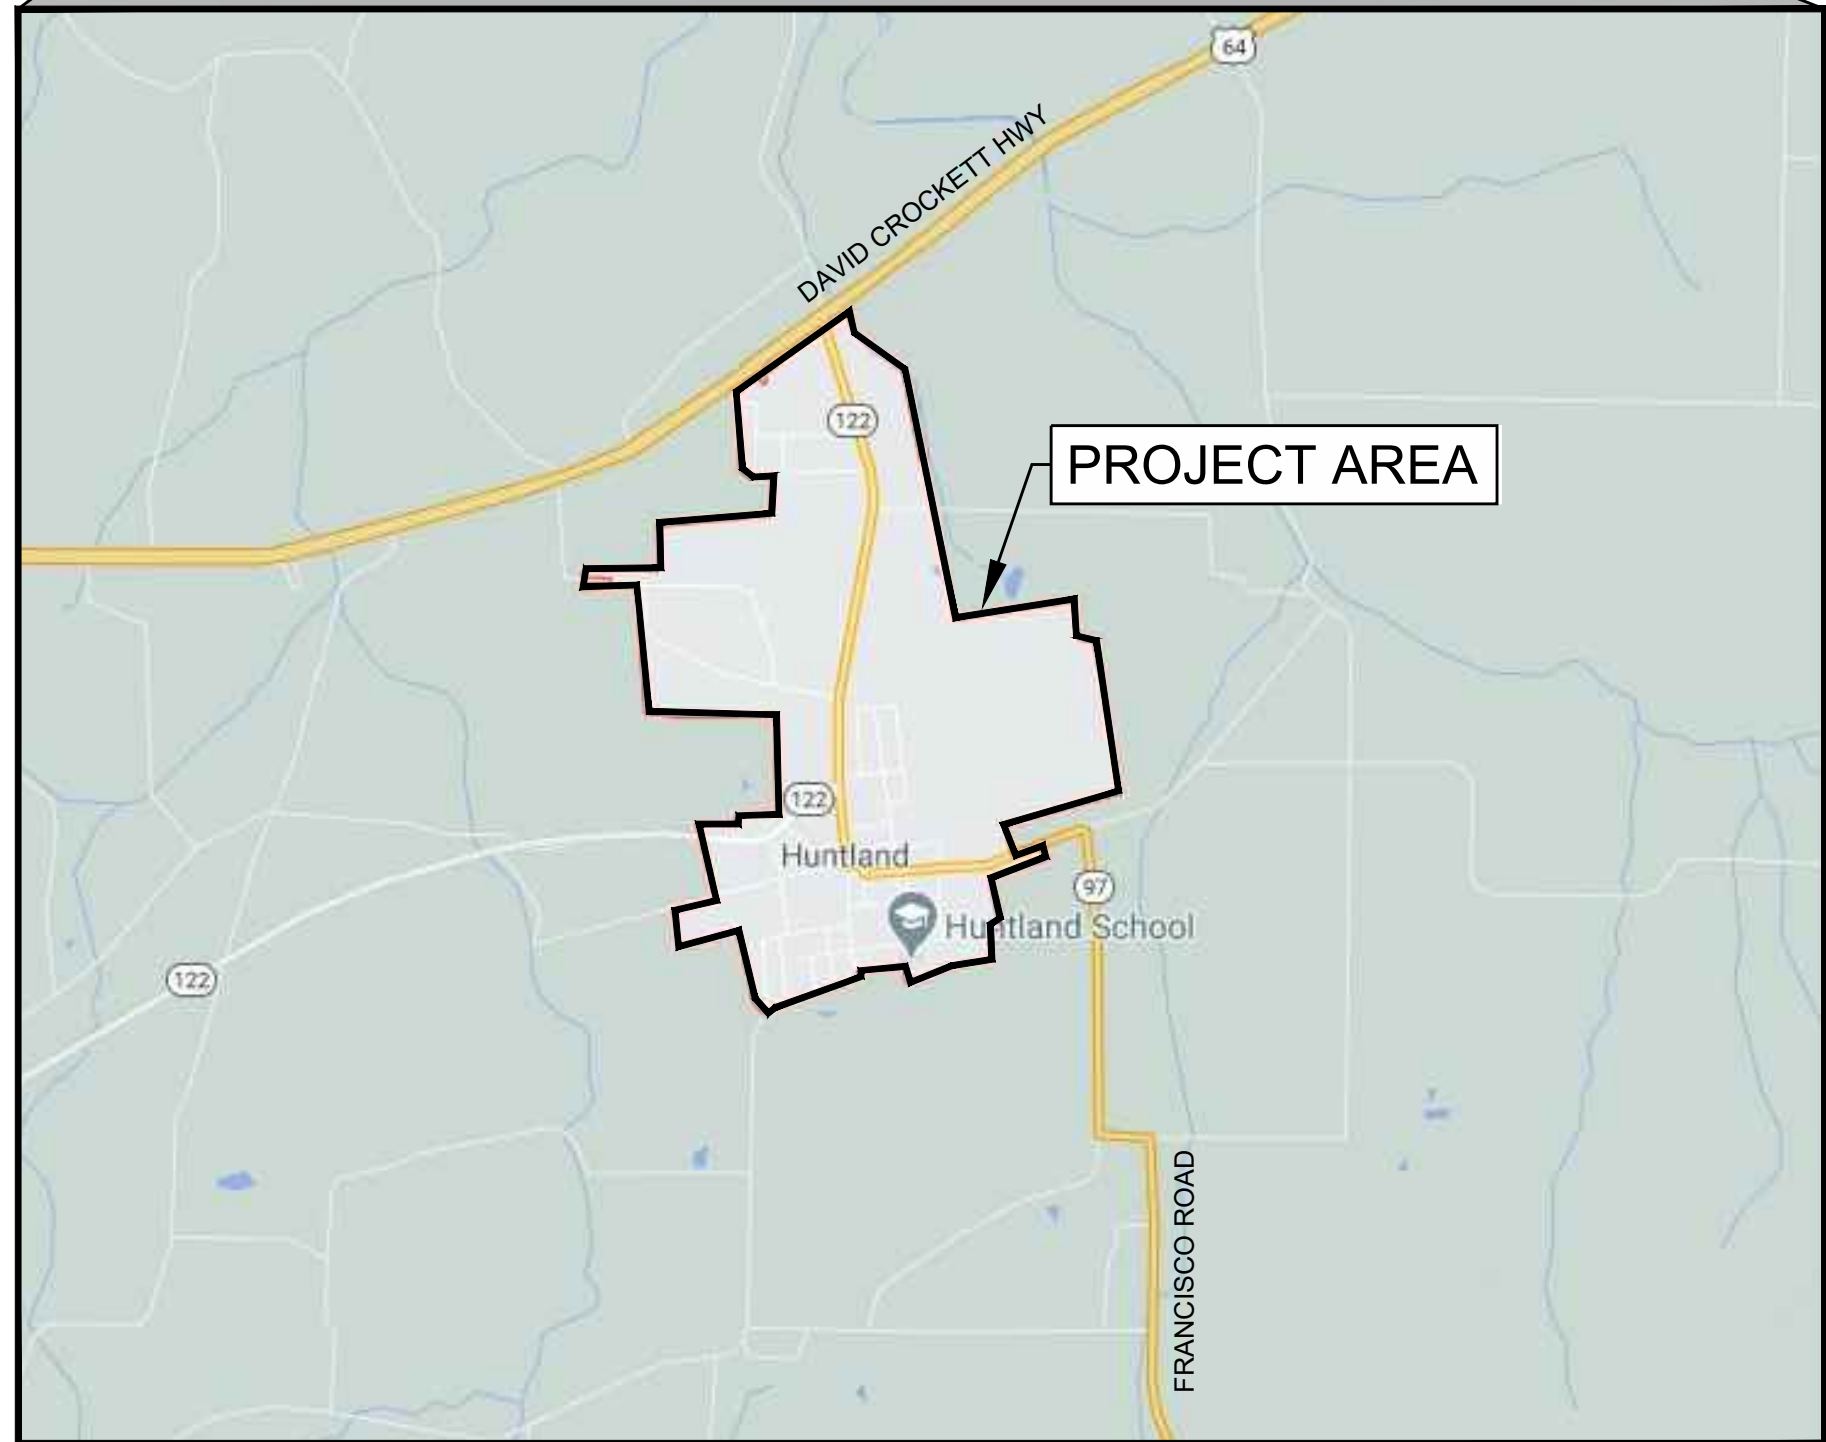 64
DAVID CROCKETT HWY
122
PROJECT AREA
122
Huntland
97
Huntland School
122
FRANCISCO ROAD